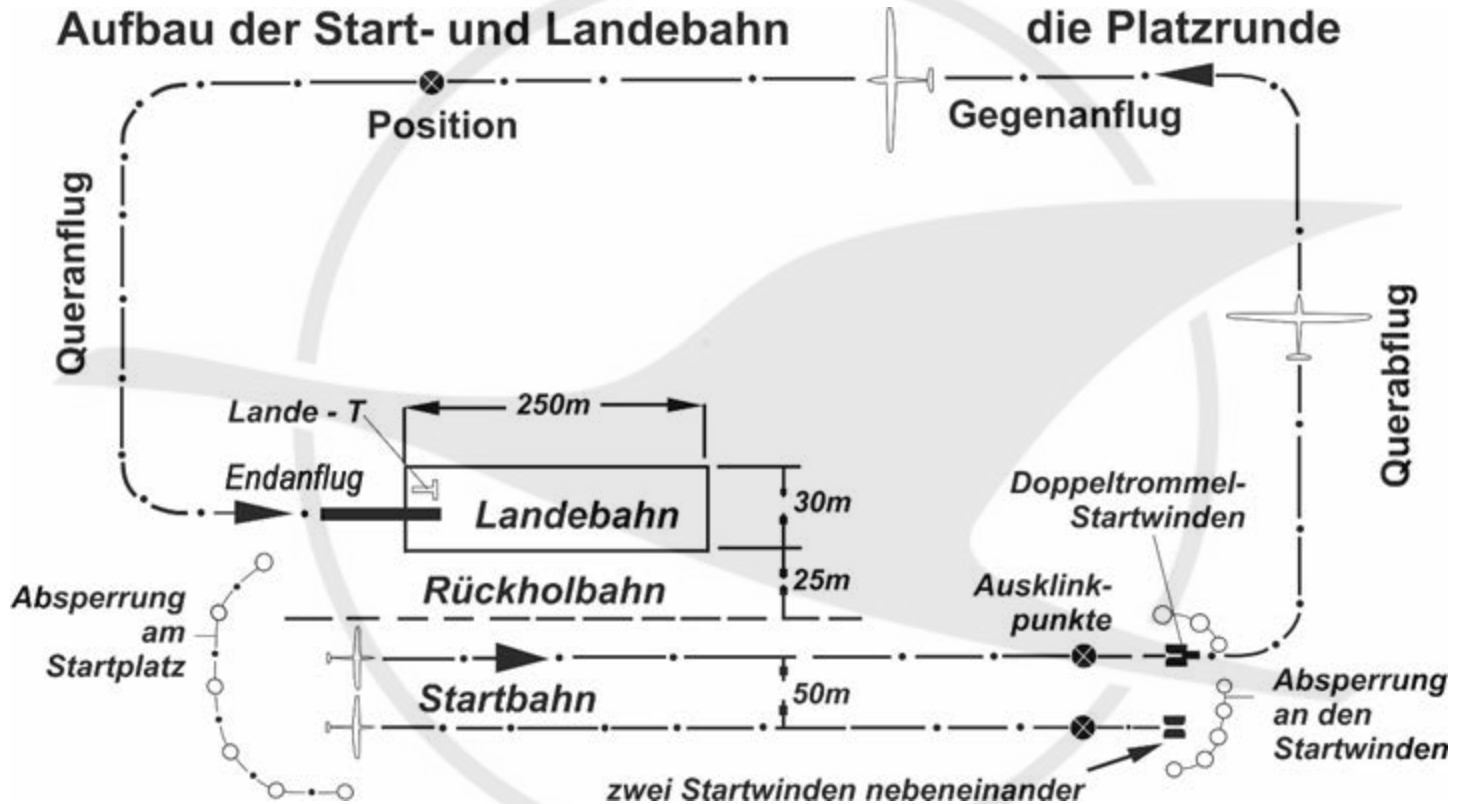 Aufbau der Start- und Landebahn
die Platzrunde
Position
Gegenanflug
Queranflug
Querabflug
Lande - T
250m
Endanflug
Landebahn
30m
Doppeltrommel-
Startwinden
25m
Rückholbahn
Ausklink-
punkte
Absperrung
am
Startplatz
Startbahn
50m
Absperrung
an den
Startwinden
zwei Startwinden nebeneinander